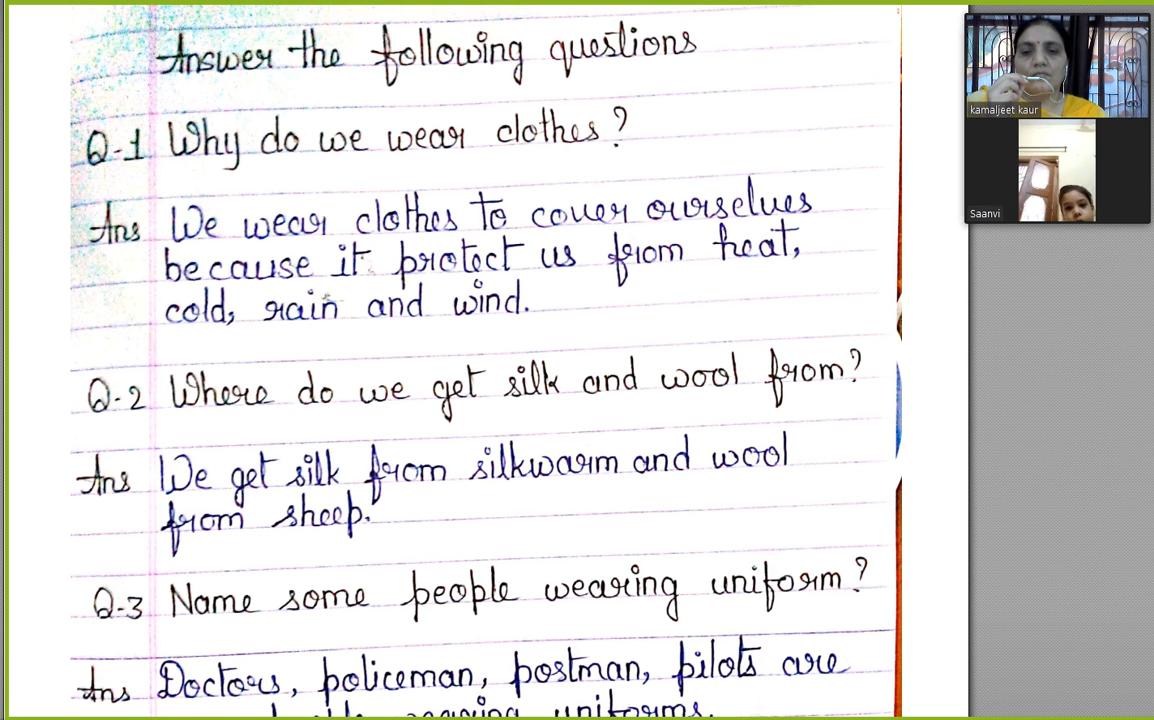 Answer the following questions
Q-1 Why do we wear clothes?
Ans We wear clothes to cover ourselves
because it protect us from heat,
cold, rain and wind.
Q-2 Where do we get silk and wool from?
Ans We get silk from silkwarm and wool
from sheep.
Q-3 Name some people wearing uniform?
Ans Doctors, policeman, postman, pilots are
uniforms.
kamaljeet kaur
Saanvi